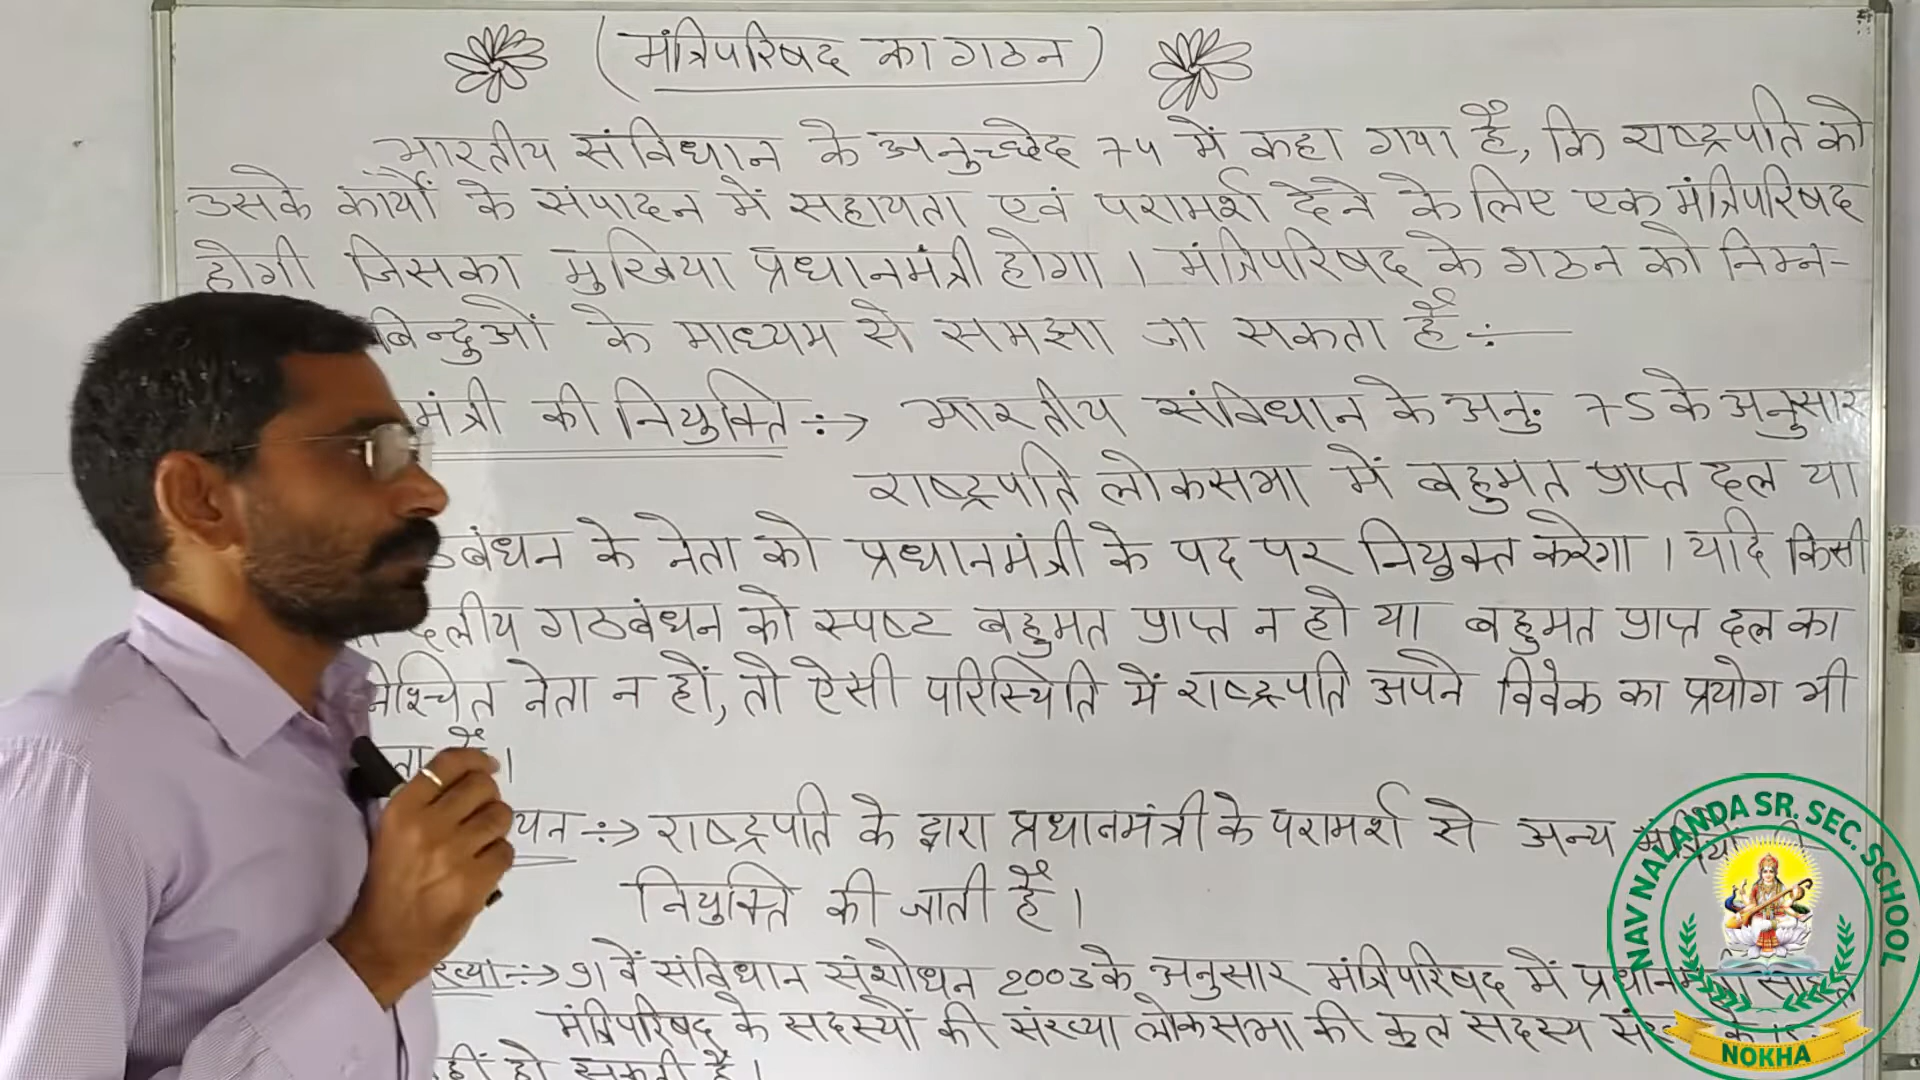 (मंत्रिपरिषद का गठन)
भारतीय संविधान के अनुच्छेद 74 में कहा गया है, कि राष्ट्रपति को
उसके कार्यों के संपादन में सहायता एवं परामर्श देने के लिए एक मंत्रिपरिषद
होगी जिसका मुखिया प्रधानमंत्री होगा । मंत्रिपरिषद के गठन को निम्न-
बिन्दुओं के माध्यम से समझा जा सकता है ÷—
मंत्री की नियुक्ति ÷→ भारतीय संविधान के अनु॰ 75 के अनुसार
राष्ट्रपति लोकसभा में बहुमत प्राप्त दल या
बंधन के नेता को प्रधानमंत्री के पद पर नियुक्त करेगा । यदि किसी
दलीय गठबंधन को स्पष्ट बहुमत प्राप्त न हो या बहुमत प्राप्त दल का
निश्चित नेता न हों, तो ऐसी परिस्थिति में राष्ट्रपति अपने विवेक का प्रयोग भी
ता है ।
यन ÷→ राष्ट्रपति के द्वारा प्रधानमंत्री के परामर्श से अन्य
नियुक्ति की जाती है ।
ख्या ÷→ 91 वें संविधान संशोधन 2003 के अनुसार मंत्रिपरिषद में
मंत्रिपरिषद के सदस्यों की संख्या लोकसभा की कुल सदस्य
हीं हो सकती है ।
NAV NALANDA SR. SEC. SCHOOL
NOKHA